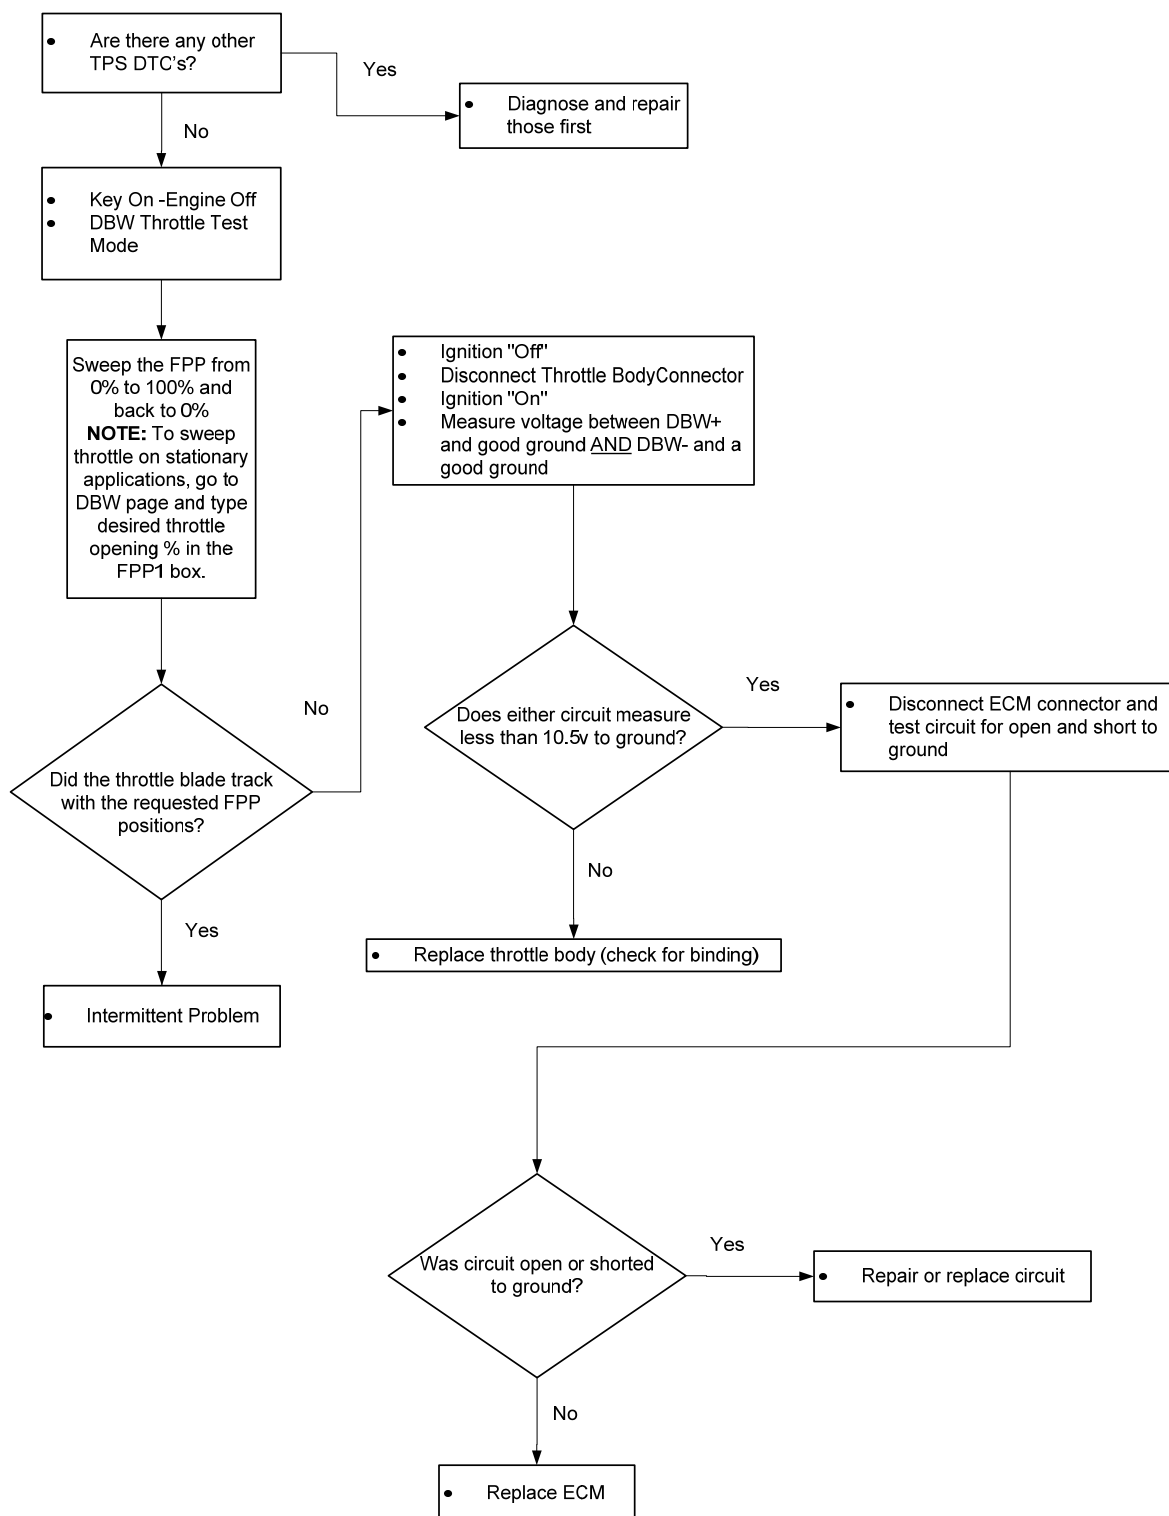 • Are there any other
TPS DTC's?
Yes
• Diagnose and repair
those first
No
• Key On -Engine Off
• DBW Throttle Test
Mode
Sweep the FPP from
0% to 100% and
back to 0%
NOTE: To sweep
throttle on stationary
applications, go to
DBW page and type
desired throttle
opening % in the
FPP1 box.
• Ignition "Off"
• Disconnect Throttle BodyConnector
• Ignition "On"
• Measure voltage between DBW+
and good ground AND DBW- and a
good ground
No
Did the throttle blade track
with the requested FPP
positions?
Yes
• Intermittent Problem
Does either circuit measure
less than 10.5v to ground?
Yes
• Disconnect ECM connector and
test circuit for open and short to
ground
No
• Replace throttle body (check for binding)
Was circuit open or shorted
to ground?
Yes
• Repair or replace circuit
No
• Replace ECM